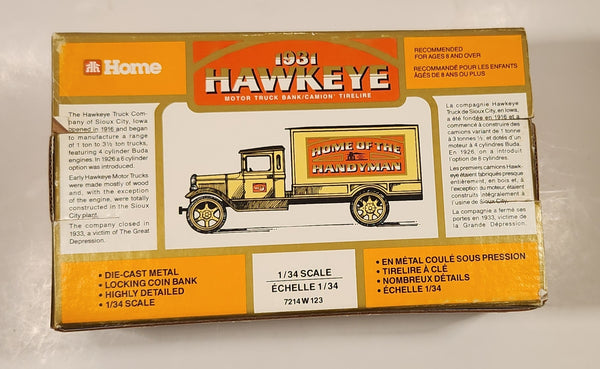 Home
1931
HAWKEYE
MOTOR TRUCK BANK/CAMION TIRELIRE
RECOMMENDED
FOR AGES 8 AND OVER
RECOMMANDÉ POUR LES ENFANTS
ÂGÉS DE 8 ANS OU PLUS
The Hawkeye Truck Com-
pany of Sioux City, Iowa
opened in 1916 and began
to manufacture a range
of 1 ton to 3½ ton trucks,
featuring 4 cylinder Buda
engines. In 1926 a 6 cylinder
option was introduced.
Early Hawkeye Motor Trucks
were made mostly of wood
and, with the exception
of the engine, were totally
constructed in the Sioux
City plant.
The company closed in
1933, a victim of The Great
Depression.
HOME OF THE
HANDYMAN
La compagnie Hawkeye
Truck de Sioux City, en Iowa,
a été fondée en 1916 et a
commencé à construire des
camions variant de 1 tonne
à 3 tonnes ½, et dotés d'un
moteur à 4 cylindres Buda.
En 1926, on a introduit
l'option de 6 cylindres.
Les premiers camions Hawk-
eye étaient fabriqués presque
entièrement, en bois et, à
l'exception du moteur, étaient
construits intégralement à
l'usine de Sioux City.
La compagnie a fermé ses
portes en 1933, victime de
la Grande Dépression.
• DIE-CAST METAL
• LOCKING COIN BANK
• HIGHLY DETAILED
• 1/34 SCALE
1/34 SCALE
ÉCHELLE 1/34
7214 W 123
• EN MÉTAL COULÉ SOUS PRESSION
• TIRELIRE À CLÉ
• NOMBREUX DÉTAILS
• ÉCHELLE 1/34